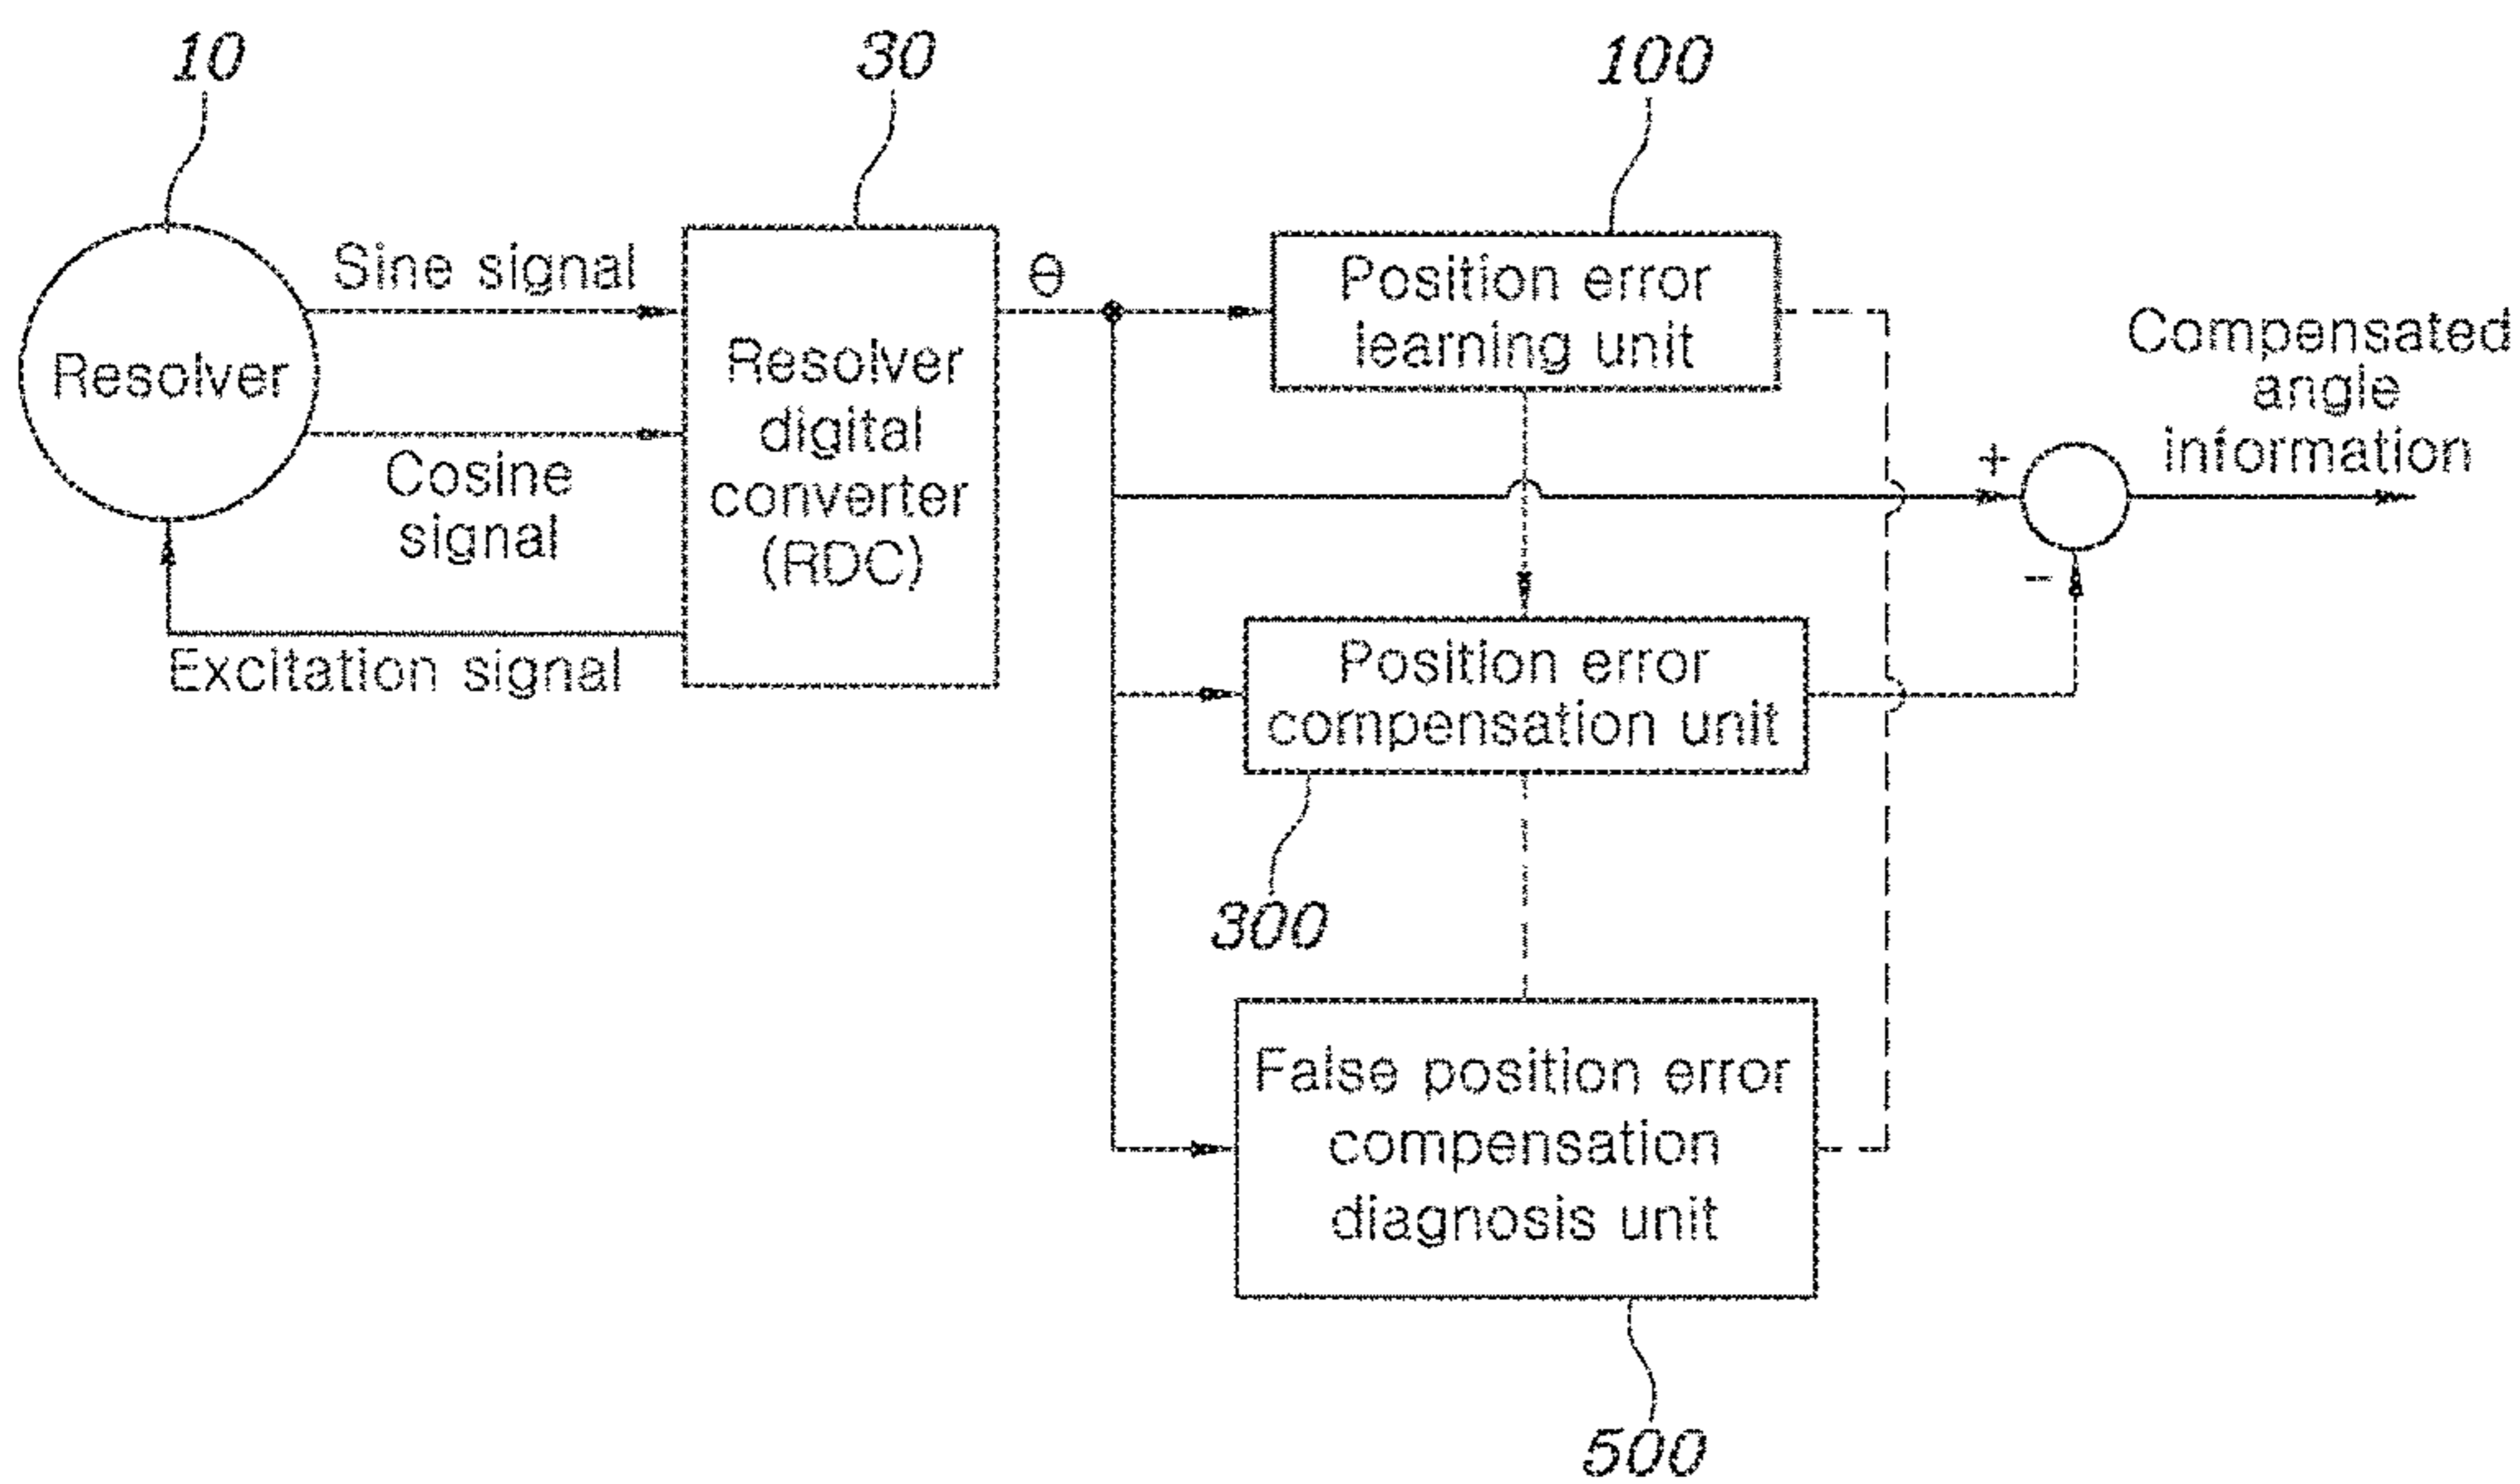 10
30
100
Resolver
Sine signal
Cosine
signal
Excitation signal
Resolver
digital
converter
(RDC)
Θ
Position error
learning unit
Compensated
angle
information
+
-
Position error
compensation unit
300
False position error
compensation
diagnosis unit
500